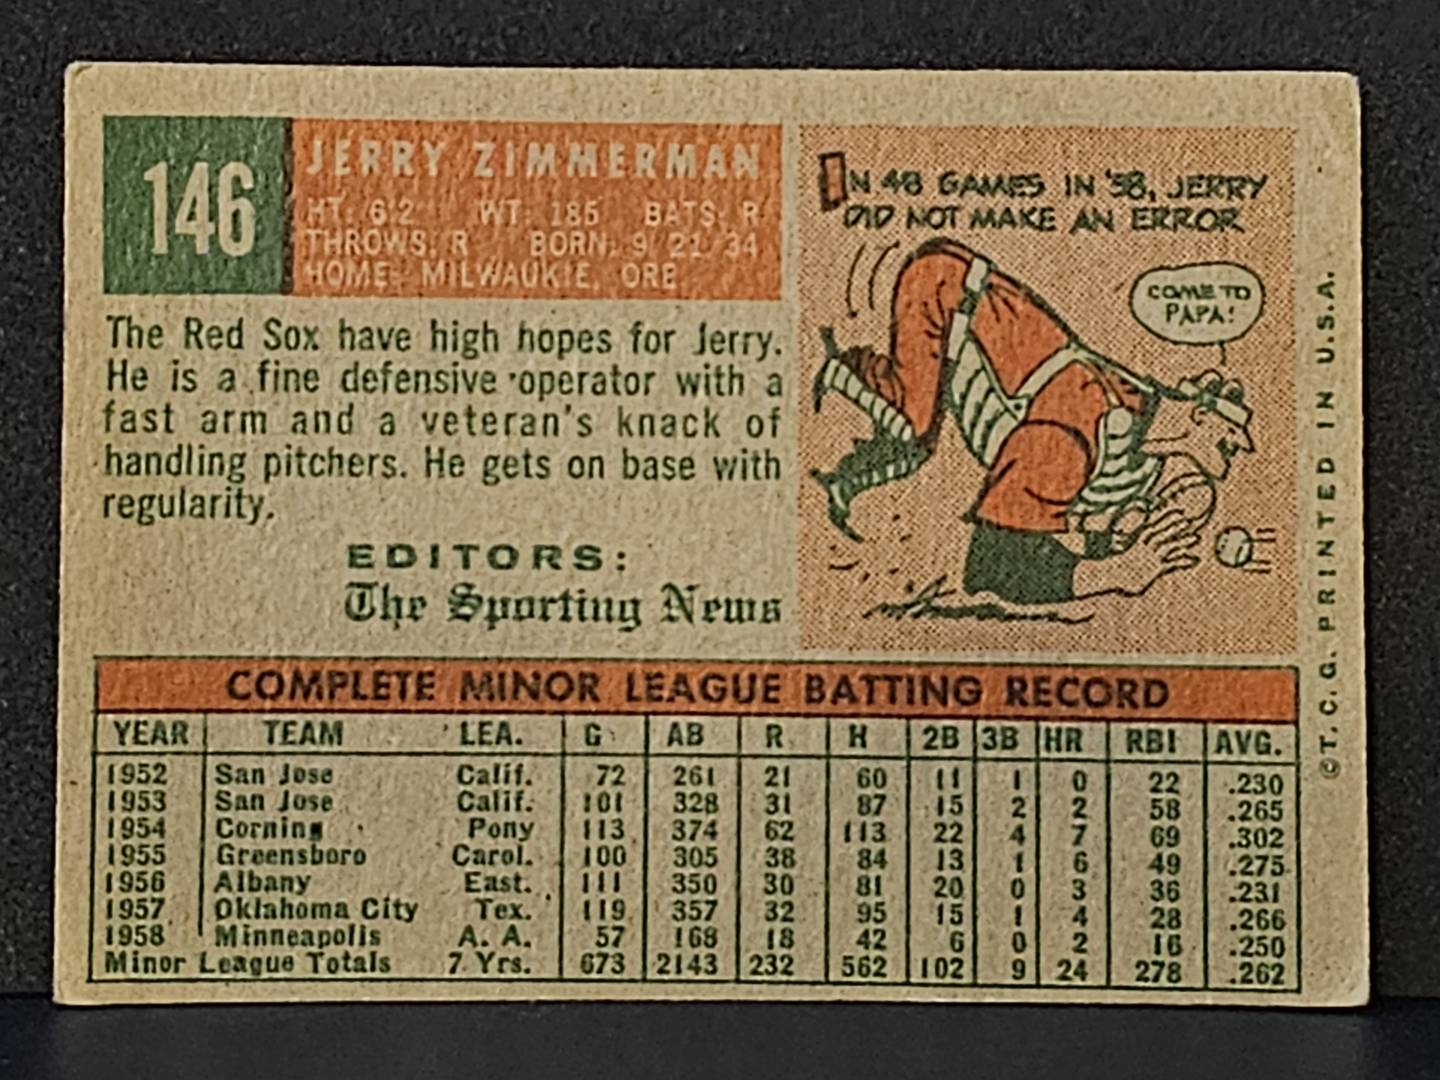 146
JERRY ZIMMERMAN
HT: 6'2" WT: 185 BATS: R
THROWS: R BORN: 9/21/34
HOME: MILWAUKIE, ORE
The Red Sox have high hopes for Jerry.
He is a fine defensive operator with a
fast arm and a veteran's knack of
handling pitchers. He gets on base with
regularity.
EDITORS:
The Sporting News
IN 48 GAMES IN '58, JERRY
DID NOT MAKE AN ERROR
COME TO
PAPA!
©T. C. G. PRINTED IN U.S.A.
COMPLETE MINOR LEAGUE BATTING RECORD
YEAR TEAM LEA. G AB R H 2B 3B HR RBI AVG.
1952 San Jose Calif. 72 261 21 60 11 1 0 22 .230
1953 San Jose Calif. 101 328 31 87 15 2 2 58 .265
1954 Corning Pony 113 374 62 113 22 4 7 69 .302
1955 Greensboro Carol. 100 305 38 84 13 1 6 49 .275
1956 Albany East. 111 350 30 81 20 0 3 36 .231
1957 Oklahoma City Tex. 119 357 32 95 15 1 4 28 .266
1958 Minneapolis A. A. 57 168 18 42 6 0 2 16 .250
Minor League Totals 7 Yrs. 673 2143 232 562 102 9 24 278 .262